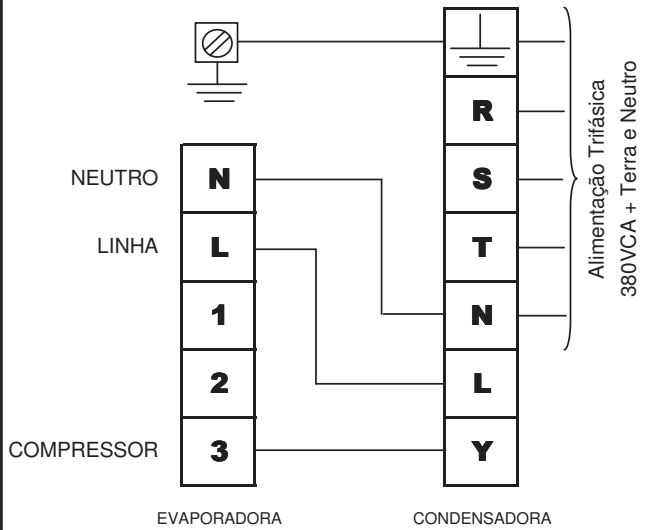 R
NEUTRO N S
LINHA L T
1 N
2 L
COMPRESSOR 3 Y
EVAPORADORA CONDENSADORA
Alimentação Trifásica
380VCA + Terra e Neutro